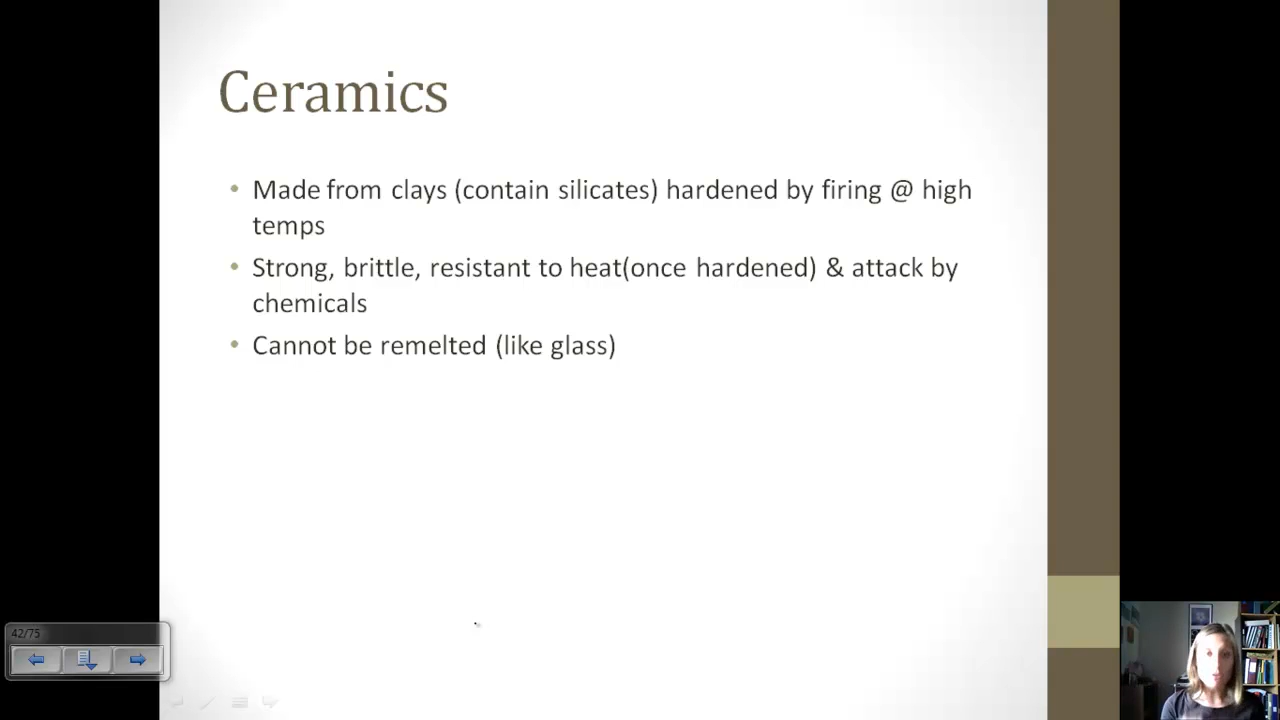 Ceramics
• Made from clays (contain silicates) hardened by firing @ high
temps
• Strong, brittle, resistant to heat(once hardened) & attack by
chemicals
• Cannot be remelted (like glass)
42/75